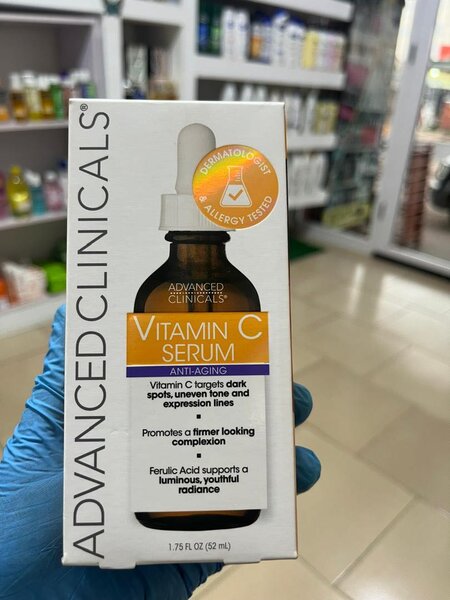 ADVANCED CLINICALS®
DERMATOLOGIST
& ALLERGY TESTED
ADVANCED
CLINICALS®
VITAMIN C
SERUM
ANTI-AGING
Vitamin C targets dark
spots, uneven tone and
expression lines
Promotes a firmer looking
complexion
Ferulic Acid supports a
luminous, youthful
radiance
1.75 FL OZ (52 mL)